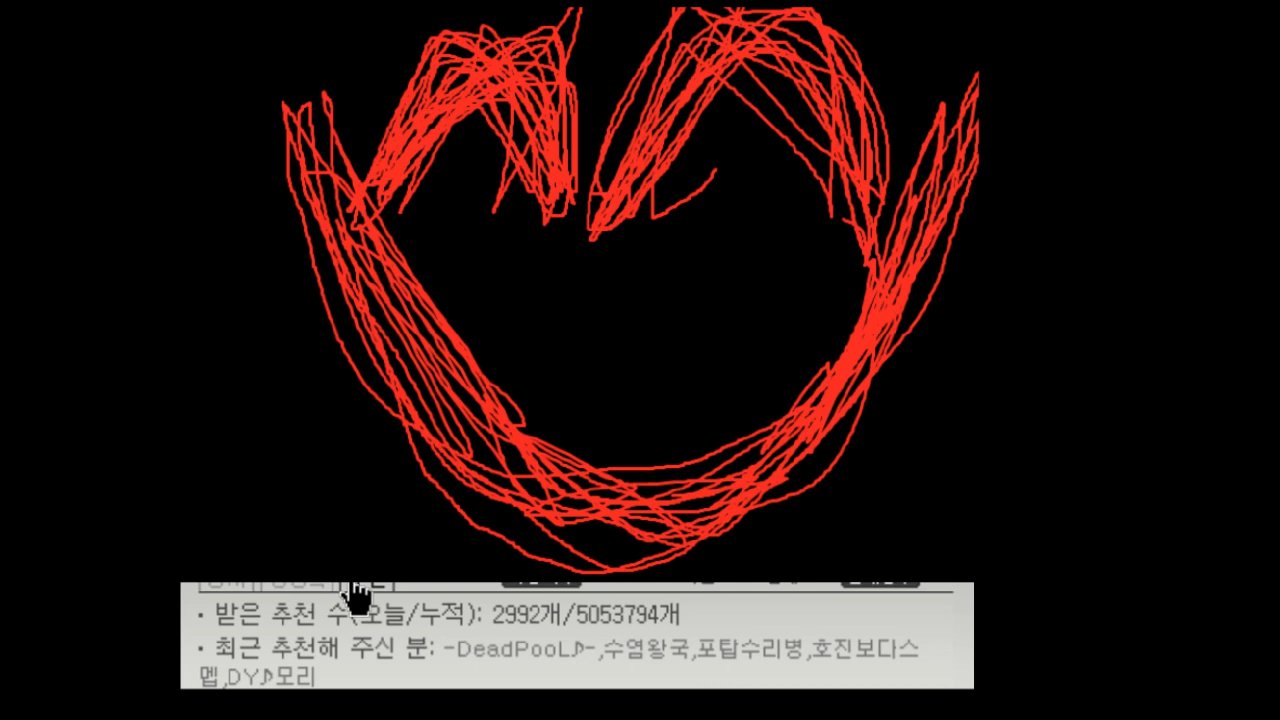 · 받은 추천 수(오늘/누적): 2992개/5053794개
· 최근 추천해 주신 분: -DeadPooL♪-,수염왕국,포탑수리병,호진보다스
멥,DY♪모리